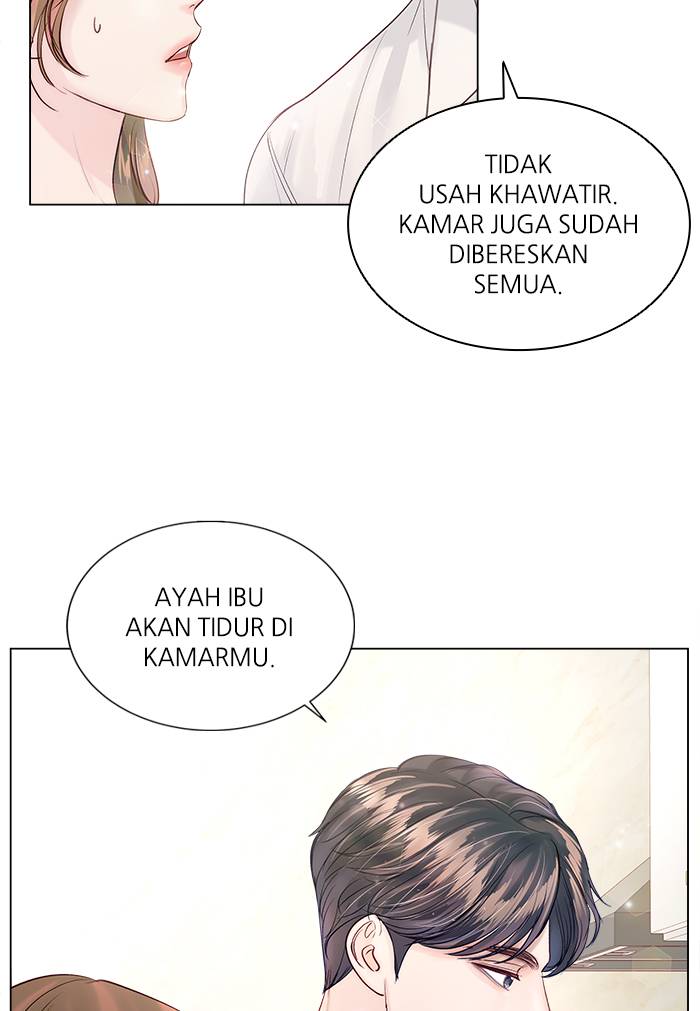 TIDAK
USAH KHAWATIR.
KAMAR JUGA SUDAH
DIBERESKAN
SEMUA.
AYAH IBU
AKAN TIDUR DI
KAMARMU.